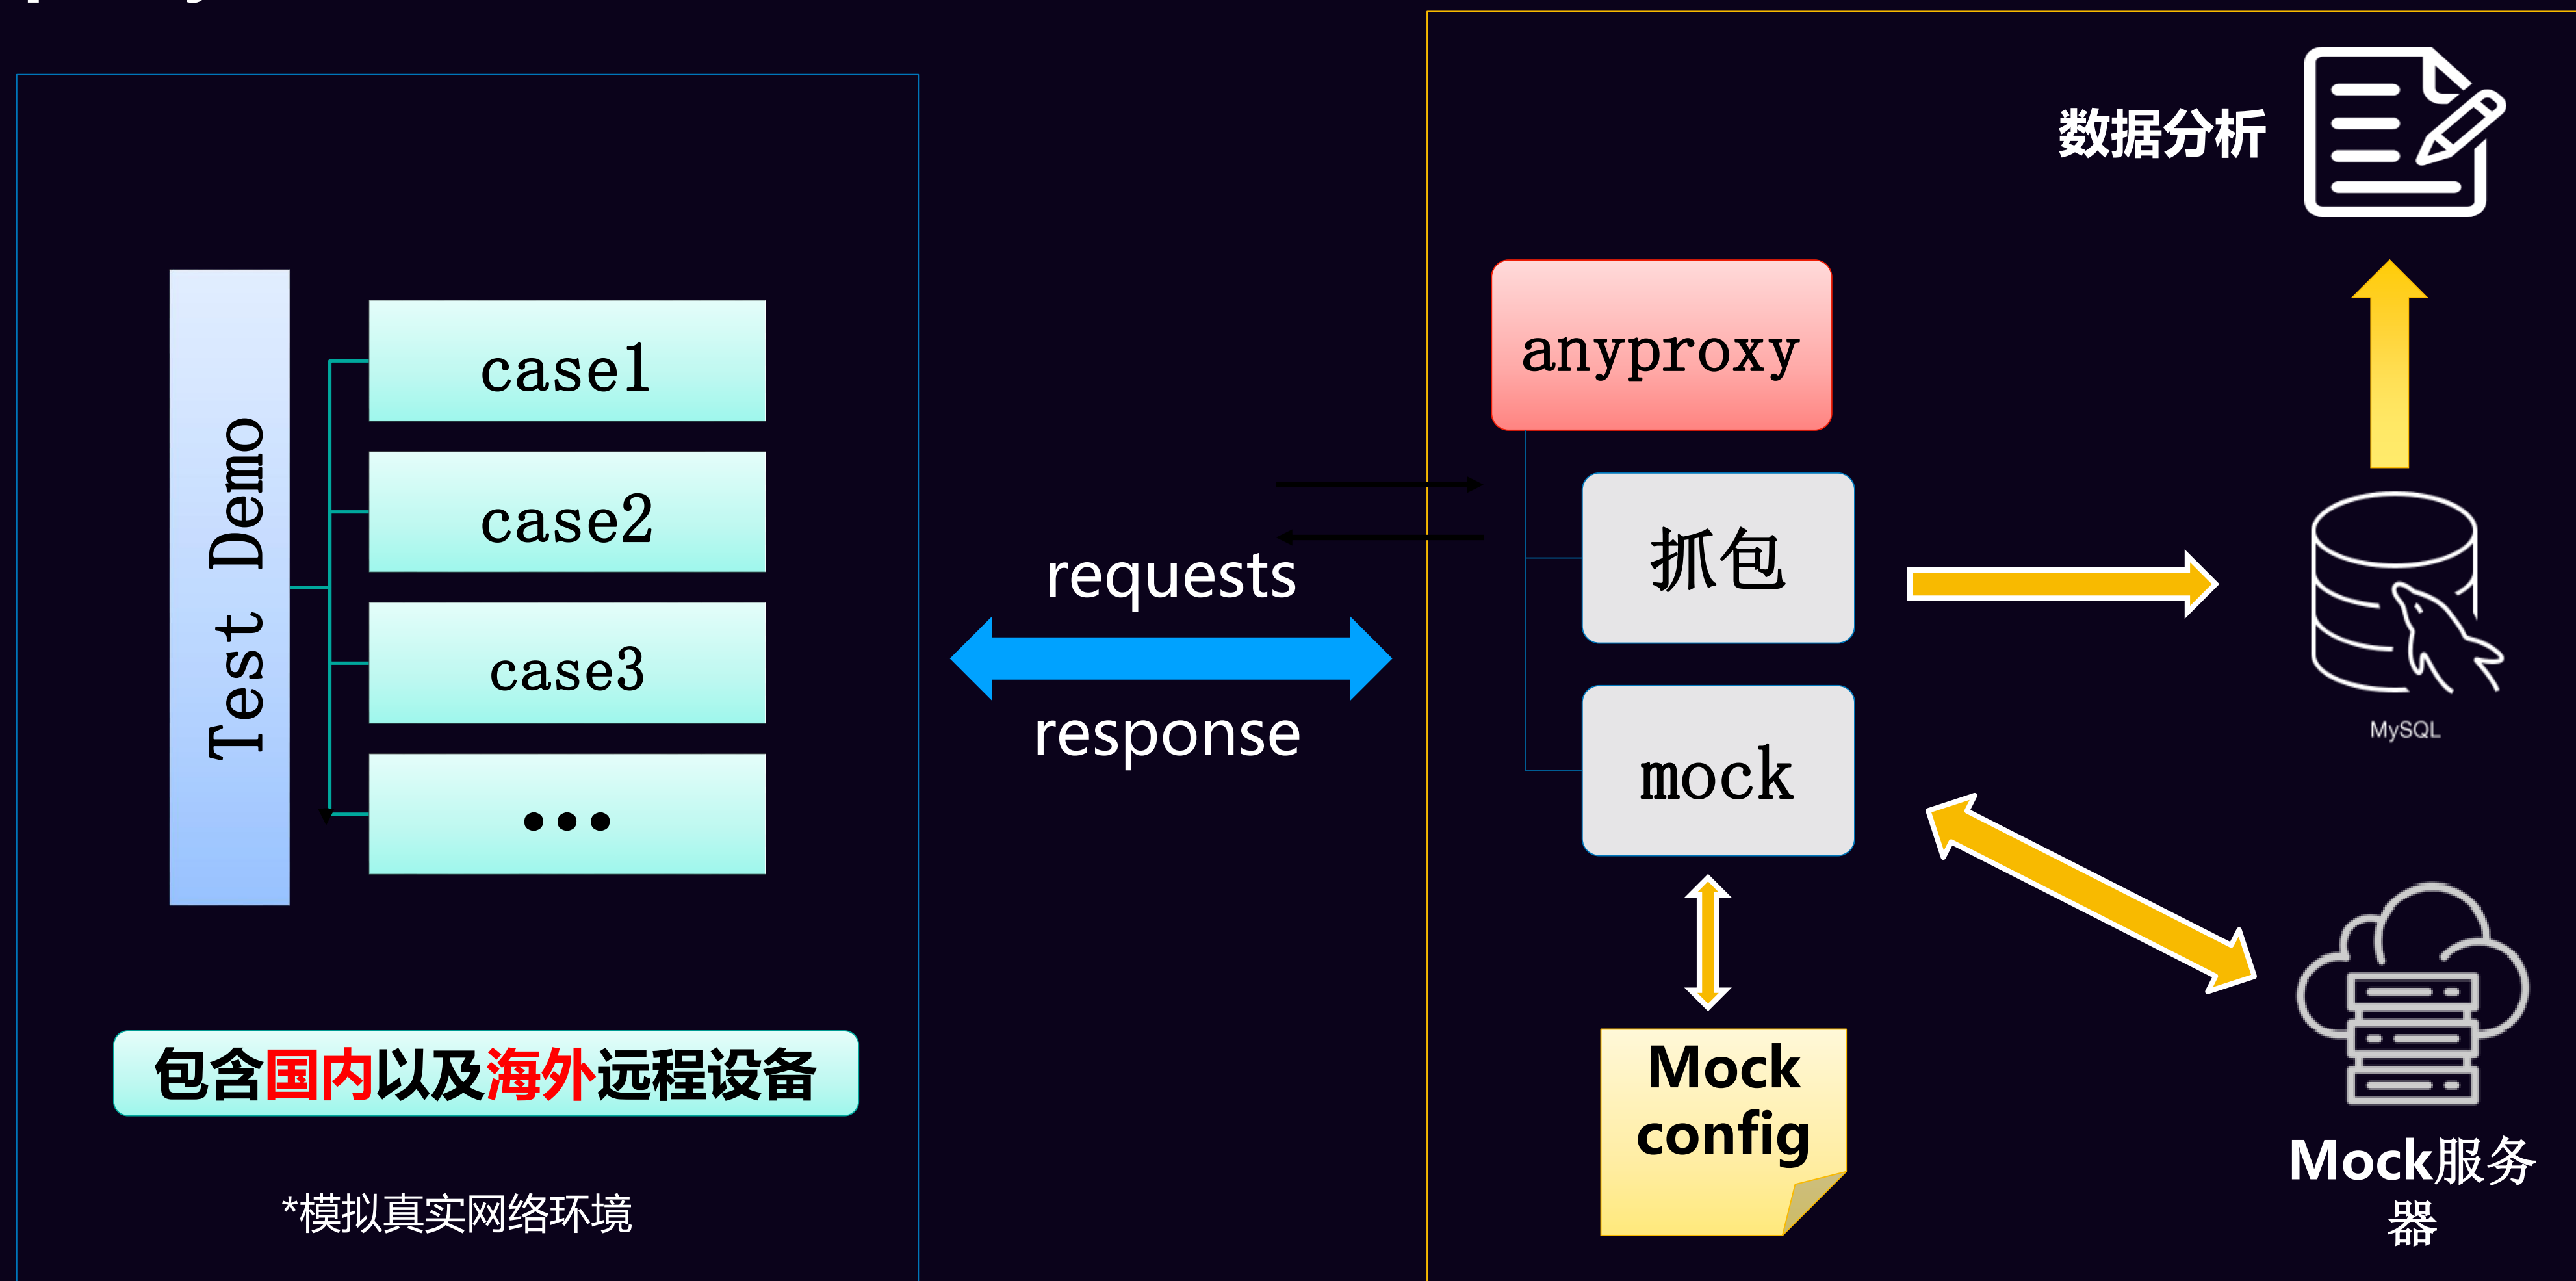 Test Demo
case1
case2
case3
•••
包含国内以及海外远程设备
*模拟真实网络环境
requests
response
anyproxy
抓包
mock
Mock
config
数据分析
MySQL
Mock服务
器